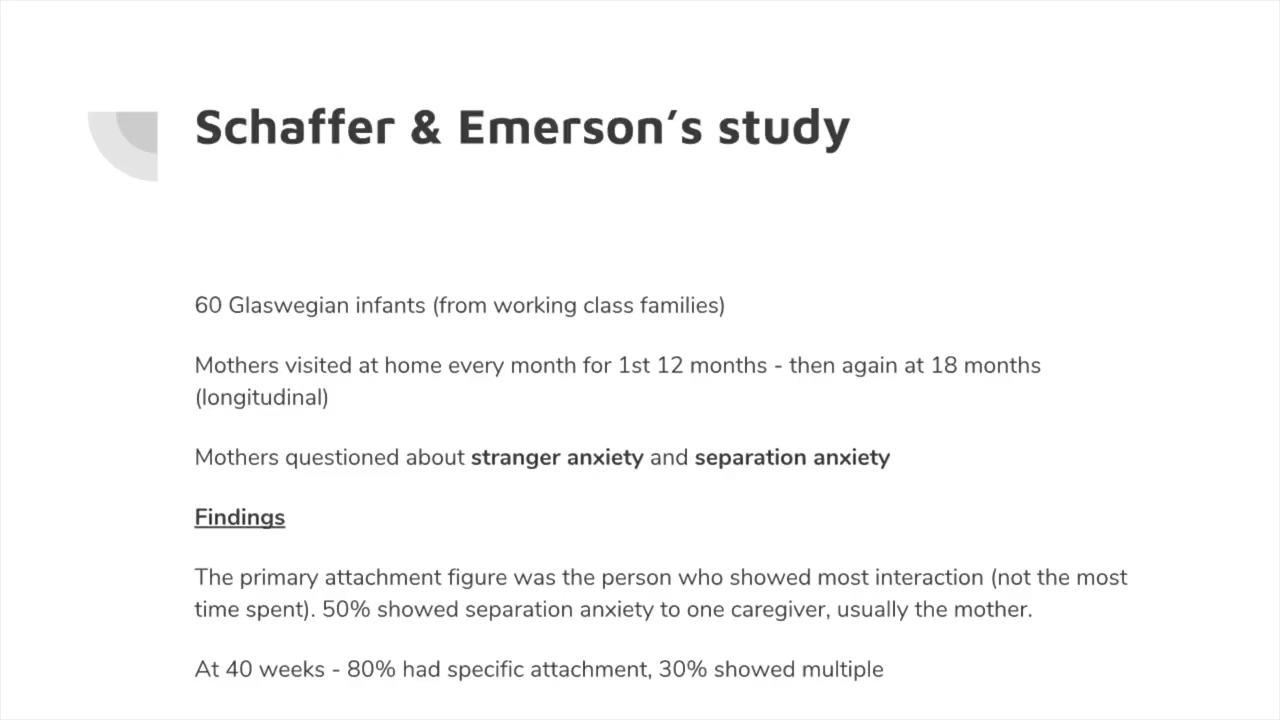 Schaffer & Emerson's study
60 Glaswegian infants (from working class families)
Mothers visited at home every month for 1st 12 months - then again at 18 months
(longitudinal)
Mothers questioned about stranger anxiety and separation anxiety
Findings
The primary attachment figure was the person who showed most interaction (not the most
time spent). 50% showed separation anxiety to one caregiver, usually the mother.
At 40 weeks - 80% had specific attachment, 30% showed multiple